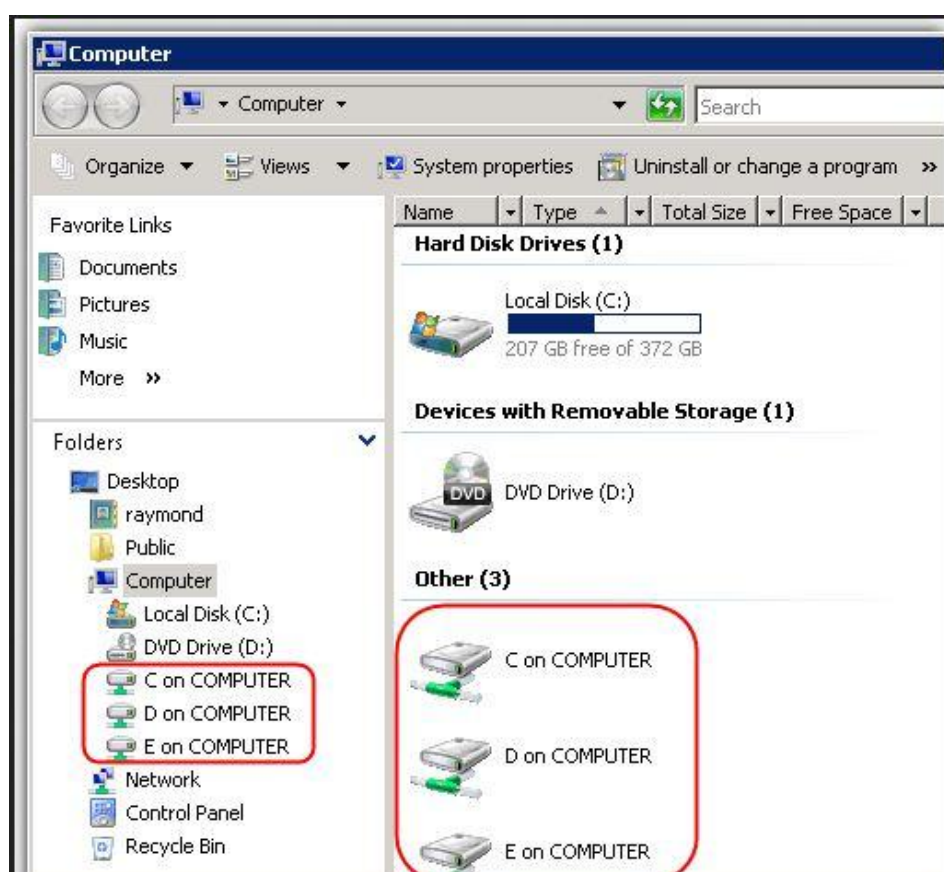 Computer
Computer
Search
Organize Views System properties Uninstall or change a program »
Favorite Links
Documents
Pictures
Music
More »
Folders
Desktop
raymond
Public
Computer
Local Disk (C:)
DVD Drive (D:)
C on COMPUTER
D on COMPUTER
E on COMPUTER
Network
Control Panel
Recycle Bin
Name Type Total Size Free Space
Hard Disk Drives (1)
Local Disk (C:)
207 GB free of 372 GB
Devices with Removable Storage (1)
DVD
DVD Drive (D:)
Other (3)
C on COMPUTER
D on COMPUTER
E on COMPUTER